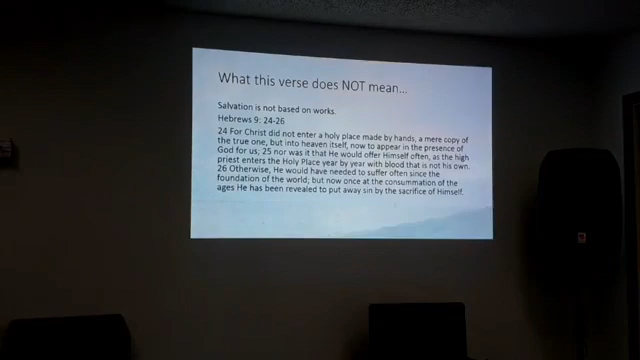 What this verse does NOT mean...
Salvation is not based on works.
Hebrews 9: 24-26
24 For Christ did not enter a holy place made by hands, a mere copy of
the true one, but into heaven itself, now to appear in the presence of
God for us; 25 nor was it that He would offer Himself often, as the high
priest enters the Holy Place year by year with blood that is not his own.
26 Otherwise, He would have needed to suffer often since the
foundation of the world; but now once at the consummation of the
ages He has been revealed to put away sin by the sacrifice of Himself.